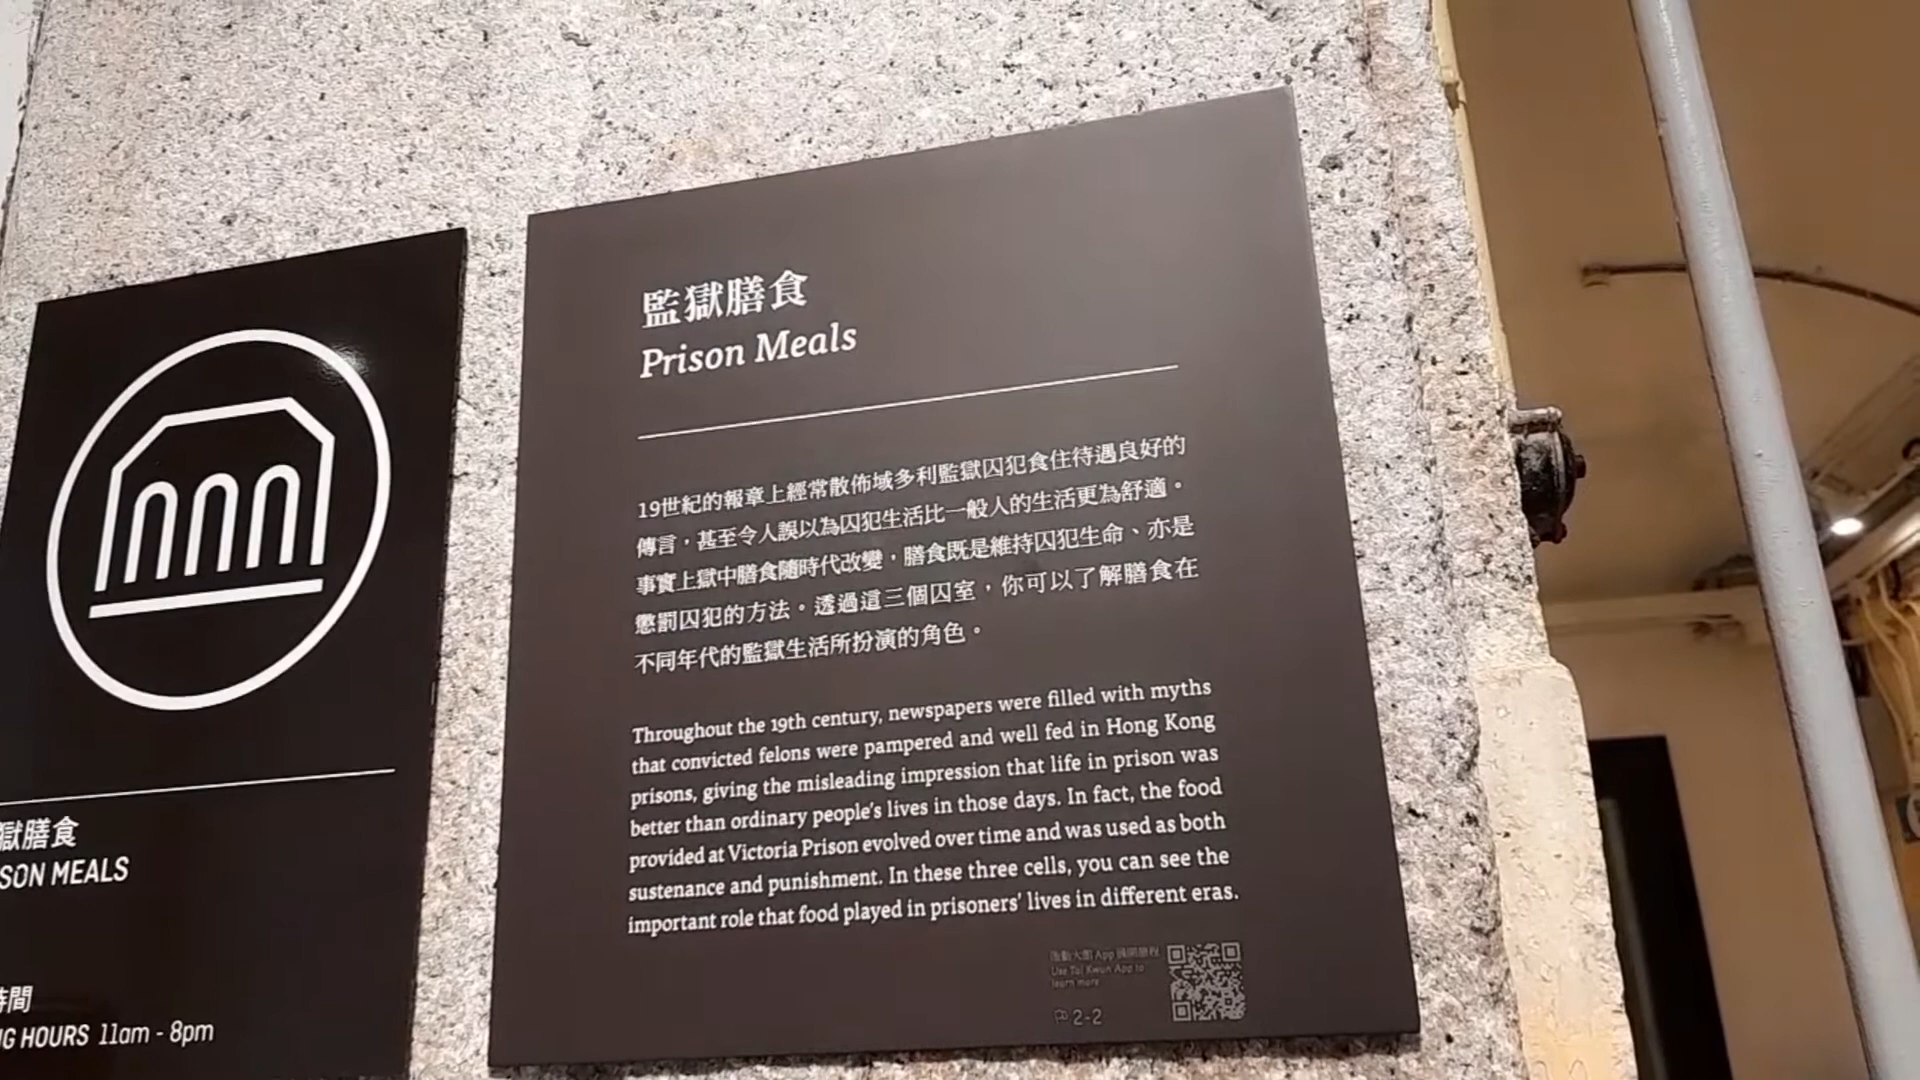 獄膳食
SON MEALS
時間
G HOURS 11am - 8pm
監獄膳食
Prison Meals
19世紀的報章上經常散佈域多利監獄囚犯食住待遇良好的
傳言，甚至令人誤以為囚犯生活比一般人的生活更為舒適。
事實上獄中膳食隨時代改變，膳食既是維持囚犯生命、亦是
懲罰囚犯的方法。透過這三個囚室，你可以了解膳食在
不同年代的監獄生活所扮演的角色。
Throughout the 19th century, newspapers were filled with myths
that convicted felons were pampered and well fed in Hong Kong
prisons, giving the misleading impression that life in prison was
better than ordinary people's lives in those days. In fact, the food
provided at Victoria Prison evolved over time and was used as both
sustenance and punishment. In these three cells, you can see the
important role that food played in prisoners' lives in different eras.
大館 App
Use Tai Kwun App to
learn more
2-2